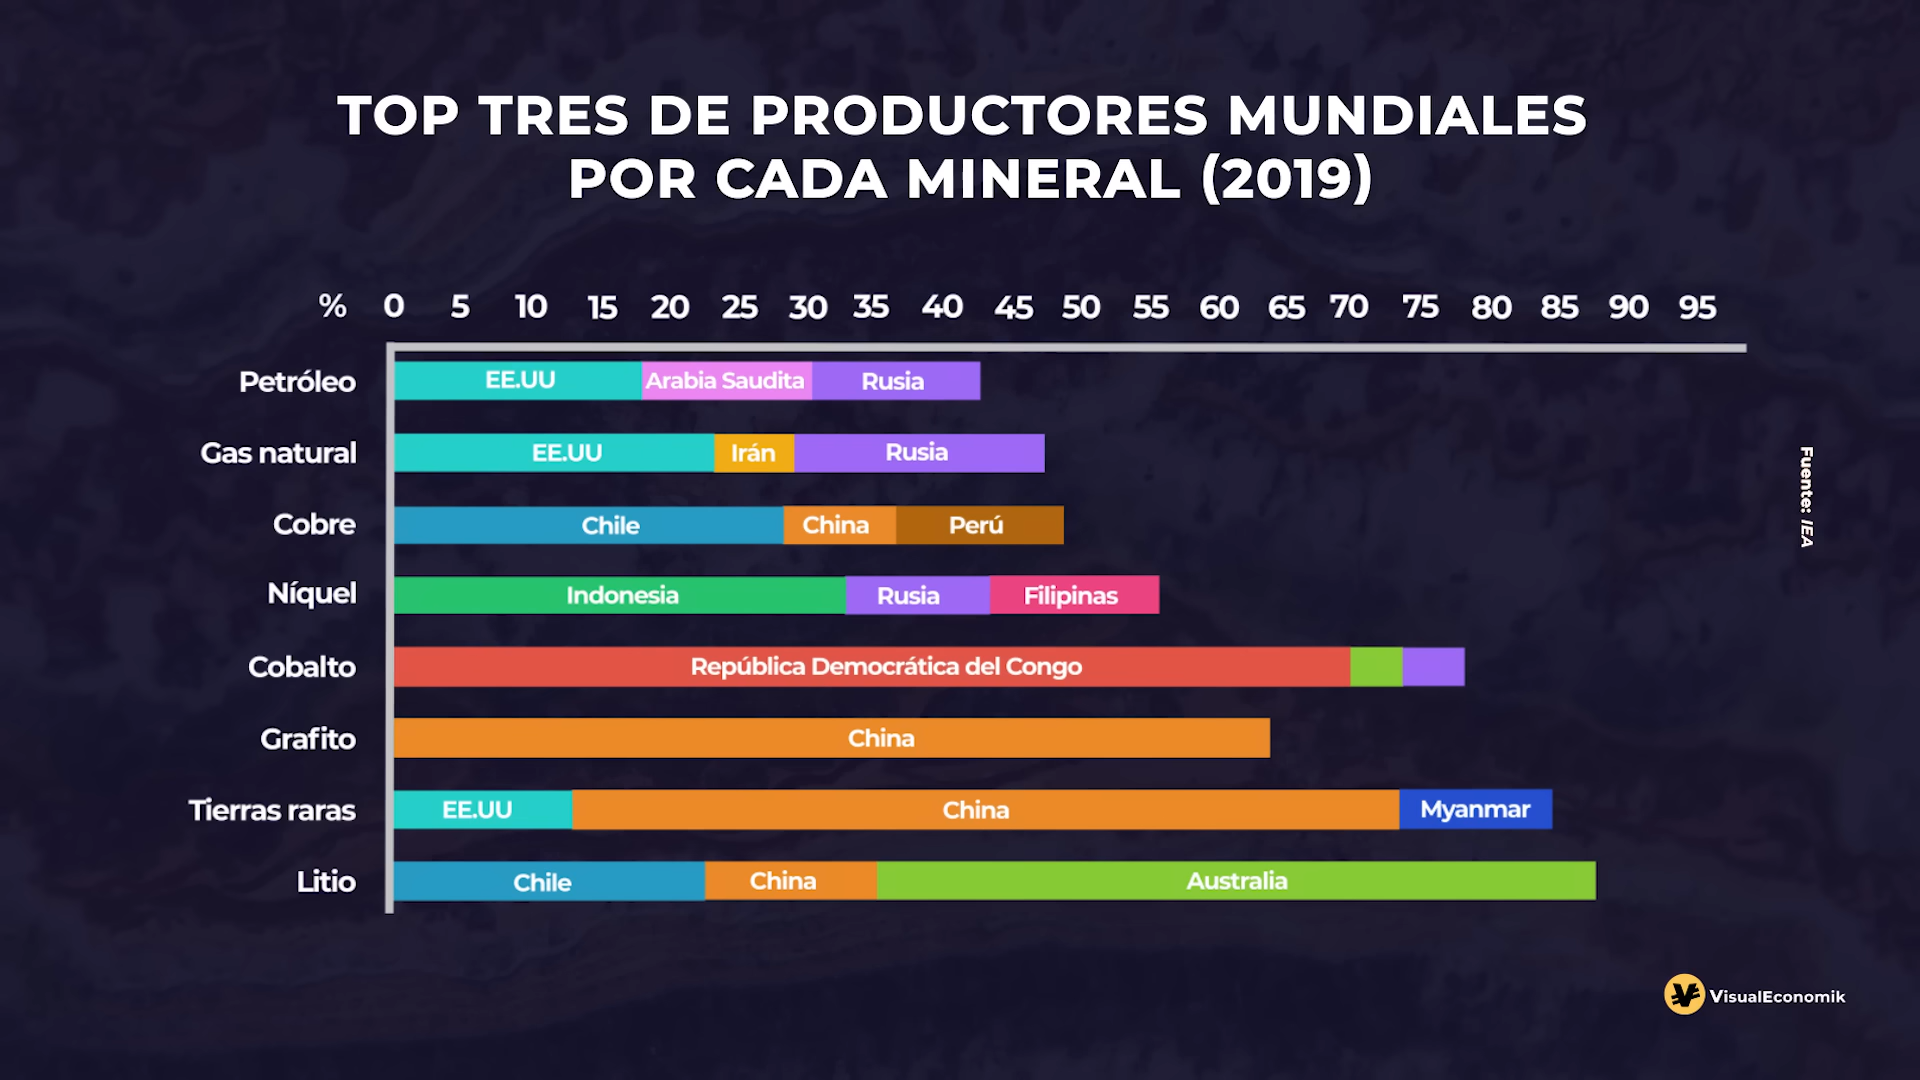 TOP TRES DE PRODUCTORES MUNDIALES
POR CADA MINERAL (2019)
% 0 5 10 15 20 25 30 35 40 45 50 55 60 65 70 75 80 85 90 95
Petróleo EE.UU Arabia Saudita Rusia
Gas natural EE.UU Irán Rusia
Cobre Chile China Perú
Níquel Indonesia Rusia Filipinas
Cobalto República Democrática del Congo
Grafito China
Tierras raras EE.UU China Myanmar
Litio Chile China Australia
Fuente: IEA
VisualEconomik